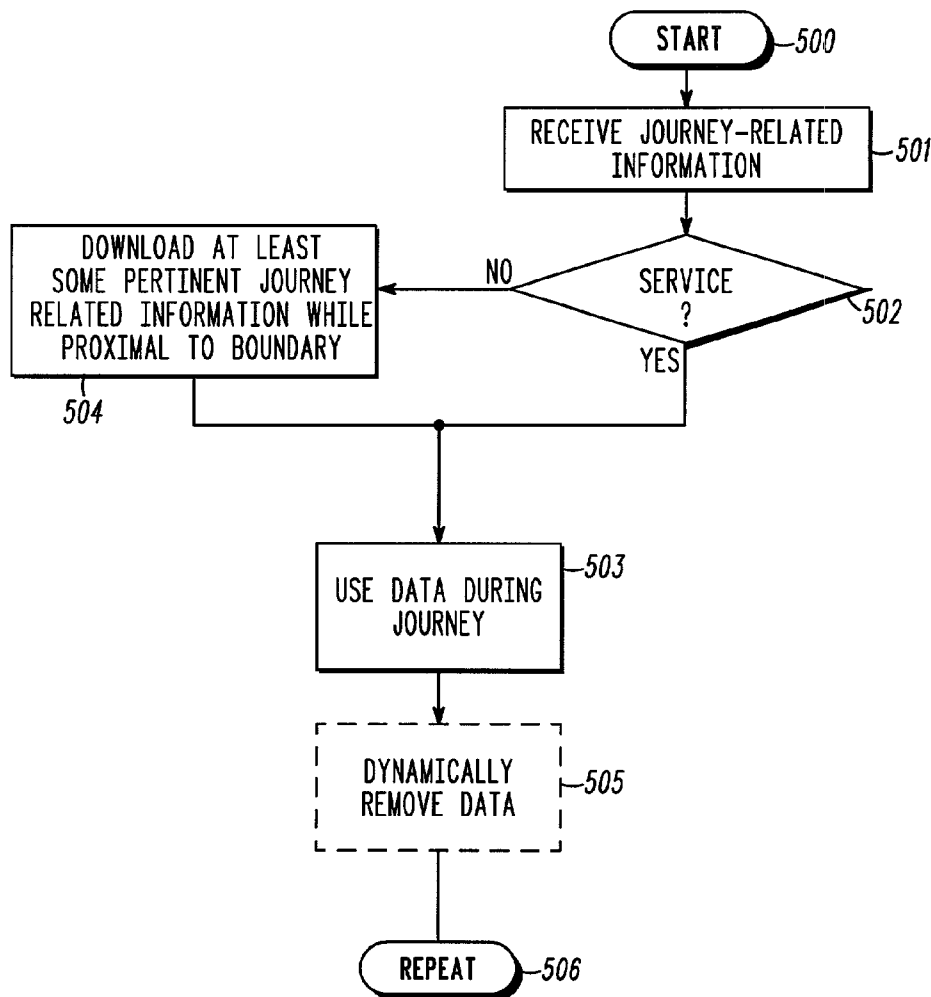 START
500
RECEIVE JOURNEY-RELATED
INFORMATION
501
DOWNLOAD AT LEAST
SOME PERTINENT JOURNEY
RELATED INFORMATION WHILE
PROXIMAL TO BOUNDARY
504
NO
SERVICE
?
502
YES
USE DATA DURING
JOURNEY
503
DYNAMICALLY
REMOVE DATA
505
REPEAT
506